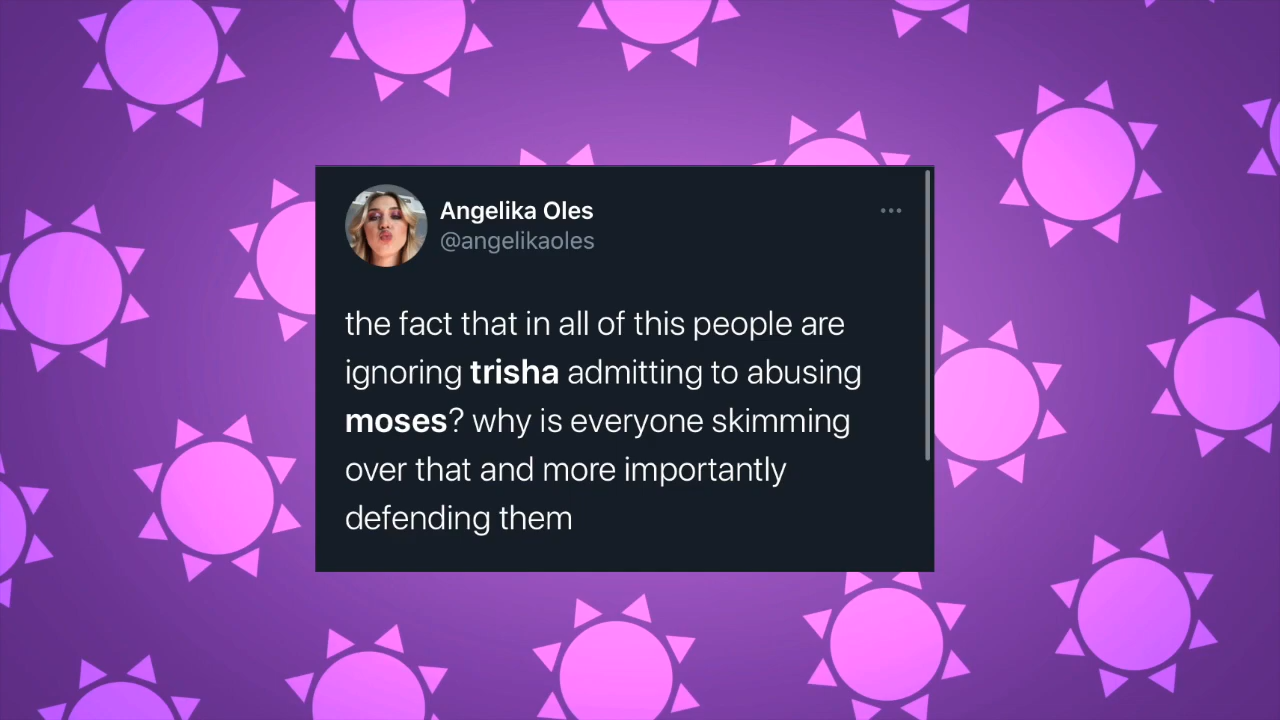 Angelika Oles
@angelikaoles
the fact that in all of this people are
ignoring trisha admitting to abusing
moses? why is everyone skimming
over that and more importantly
defending them